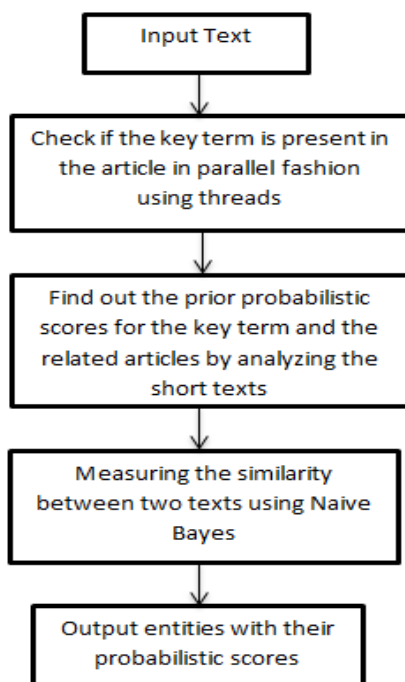 Input Text
Check if the key term is present in
the article in parallel fashion
using threads
Find out the prior probabilistic
scores for the key term and the
related articles by analyzing the
short texts
Measuring the similarity
between two texts using Naive
Bayes
Output entities with their
probabilistic scores